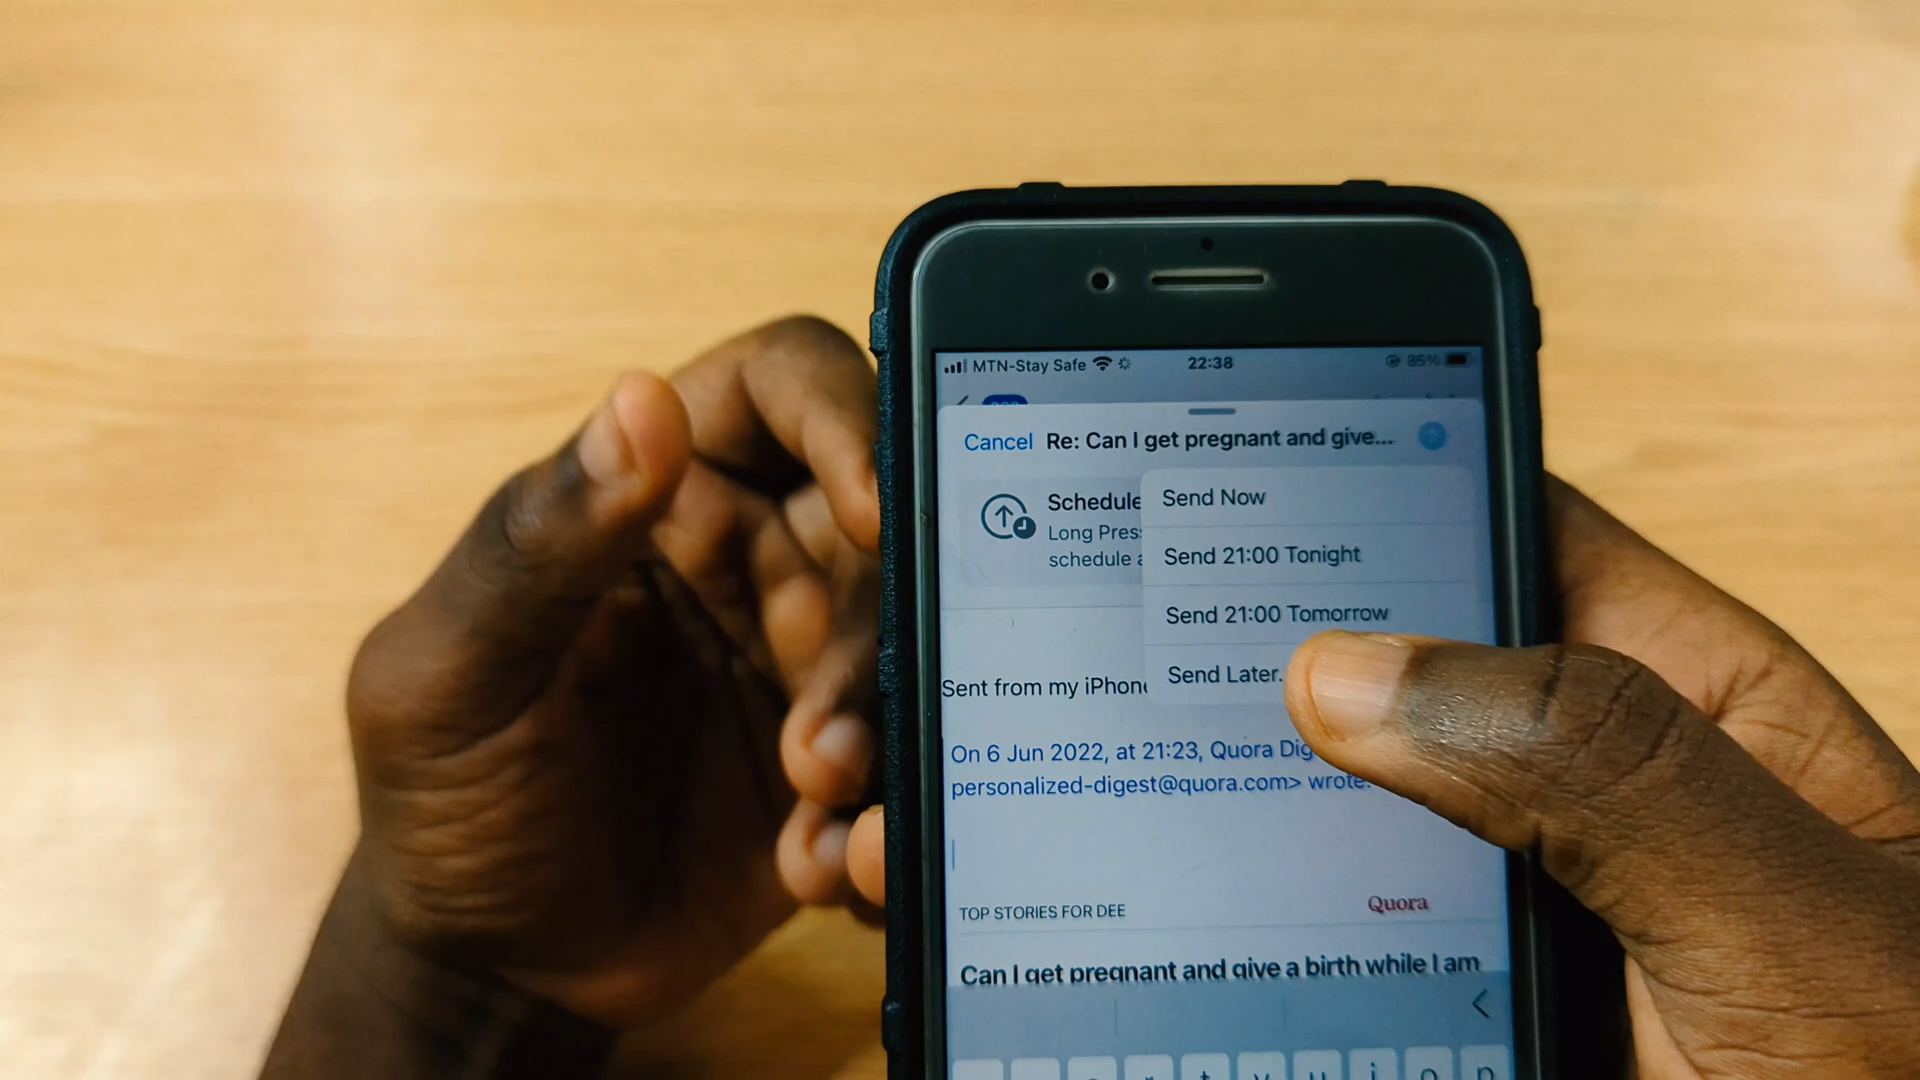 MTN-Stay Safe 22:38 85%
Cancel Re: Can I get pregnant and give...
Schedule
Long Pres
schedule
Send Now
Send 21:00 Tonight
Send 21:00 Tomorrow
Send Later.
Sent from my iPhon
On 6 Jun 2022, at 21:23, Quora Dig
personalized-digest@quora.com> wrote:
TOP STORIES FOR DEE Quora
Can I get pregnant and give a birth while I am
r t y u i o p